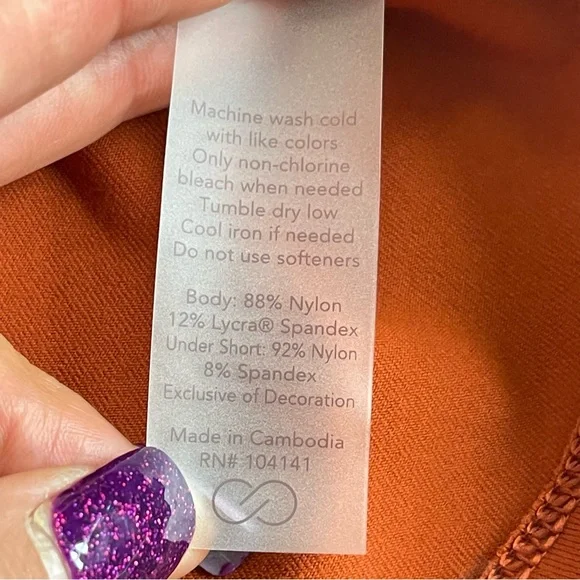 Machine wash cold
with like colors
Only non-chlorine
bleach when needed
Tumble dry low
Cool iron if needed
Do not use softeners
Body: 88% Nylon
12% Lycra® Spandex
Under Short: 92% Nylon
8% Spandex
Exclusive of Decoration
Made in Cambodia
RN# 104141